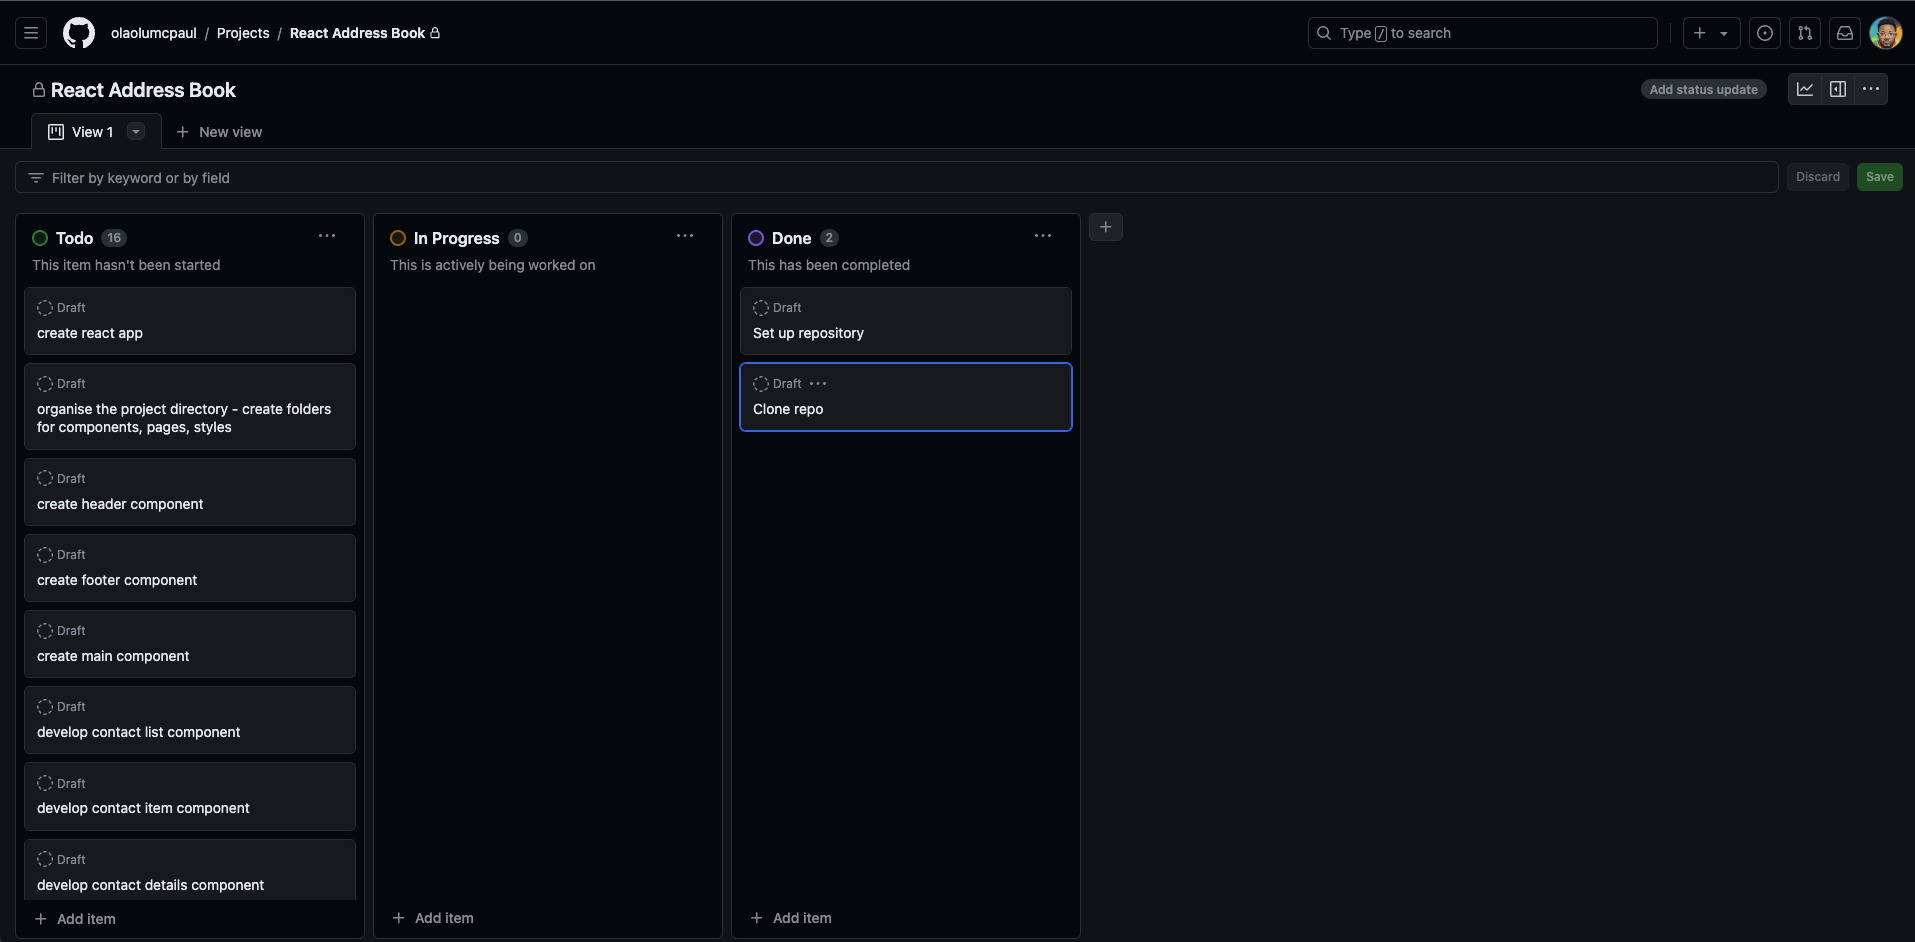 olaolumcpaul / Projects / React Address Book
Type / to search
React Address Book
Add status update
View 1
New view
Filter by keyword or by field
Discard
Save
Todo 16
This item hasn't been started
Draft
create react app
Draft
organise the project directory - create folders
for components, pages, styles
Draft
create header component
Draft
create footer component
Draft
create main component
Draft
develop contact list component
Draft
develop contact item component
Draft
develop contact details component
Add item
In Progress 0
This is actively being worked on
Add item
Done 2
This has been completed
Draft
Set up repository
Draft
Clone repo
Add item